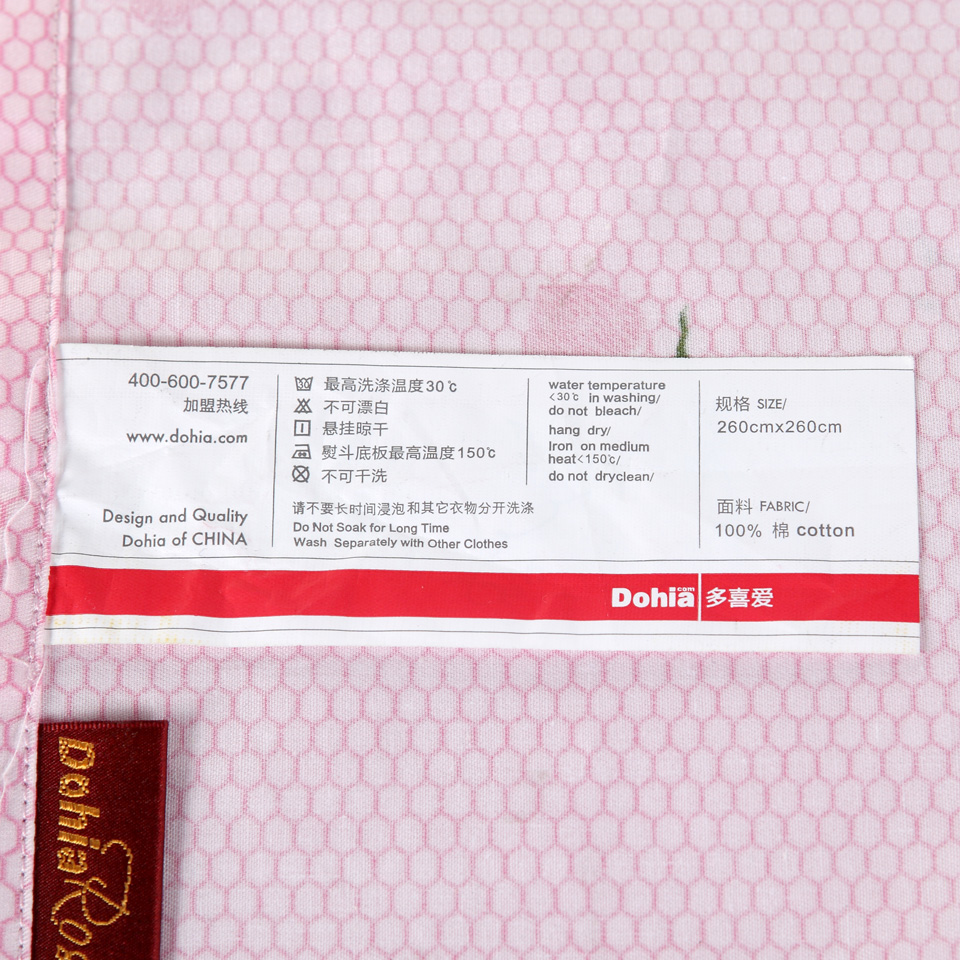 400-600-7577
加盟热线
www.dohia.com
Design and Quality
Dohia of CHINA
最高洗涤温度30℃
不可漂白
悬挂晾干
熨斗底板最高温度150℃
不可干洗
请不要长时间浸泡和其它衣物分开洗涤
Do Not Soak for Long Time
Wash Separately with Other Clothes
water temperature
<30℃ in washing/
do not bleach/
hang dry/
Iron on medium
heat<150℃/
do not dryclean/
规格 SIZE/
260cmx260cm
面料 FABRIC/
100% 棉 cotton
Dohia.com 多喜爱
Dohia